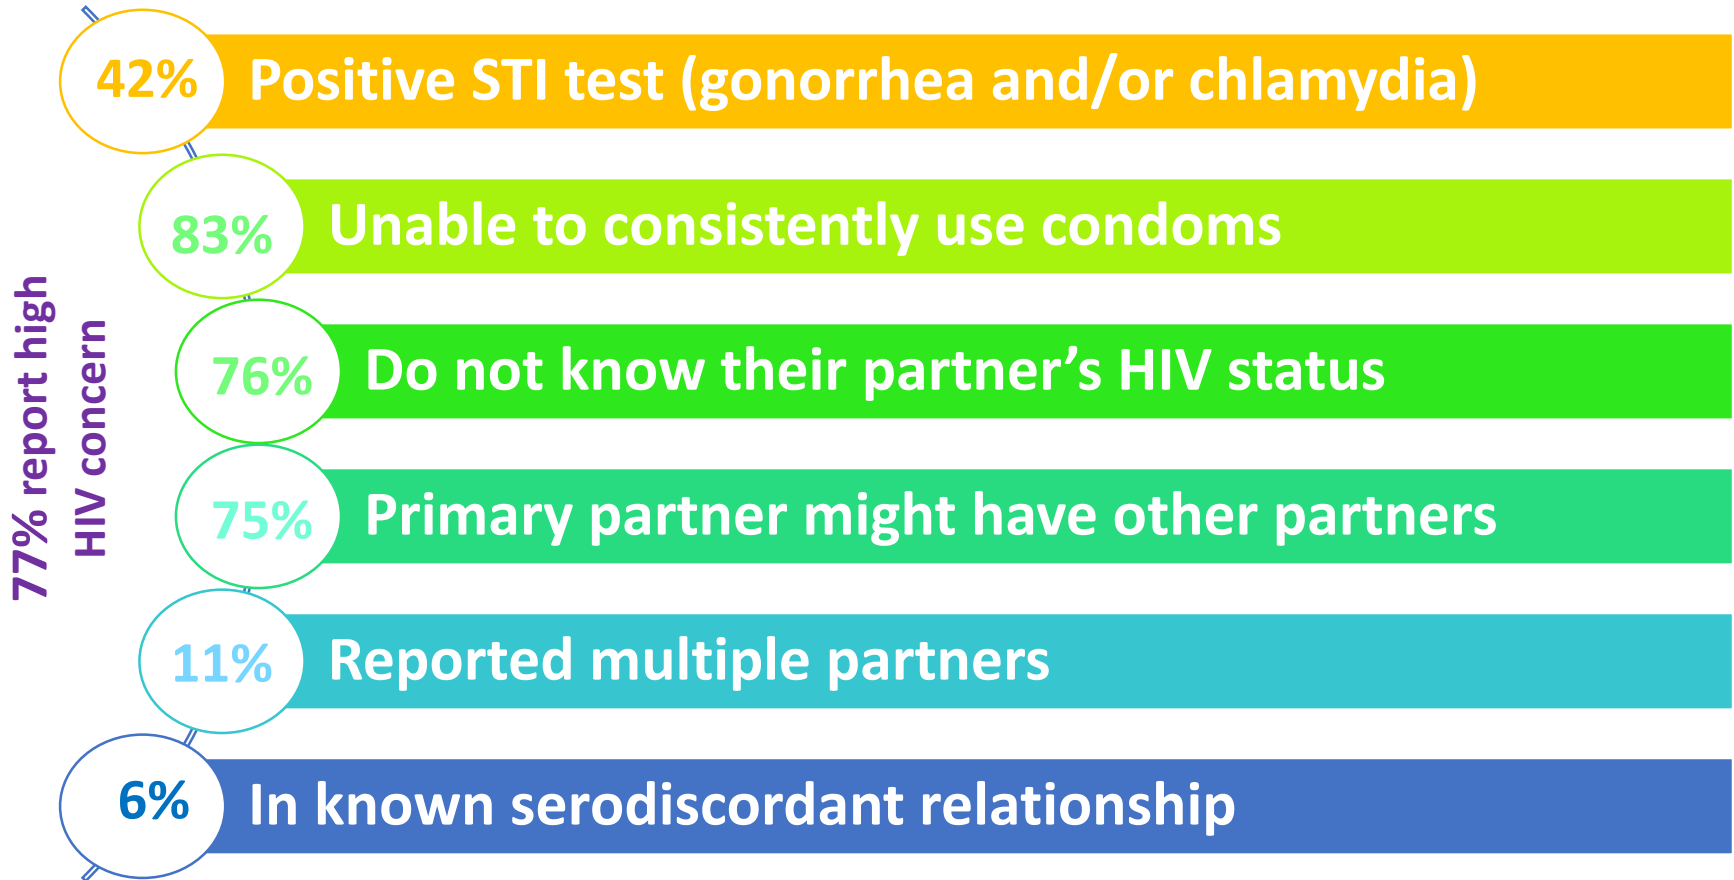 42% Positive STI test (gonorrhea and/or chlamydia)
83% Unable to consistently use condoms
76% Do not know their partner’s HIV status
75% Primary partner might have other partners
11% Reported multiple partners
6% In known serodiscordant relationship
77% report high
HIV concern